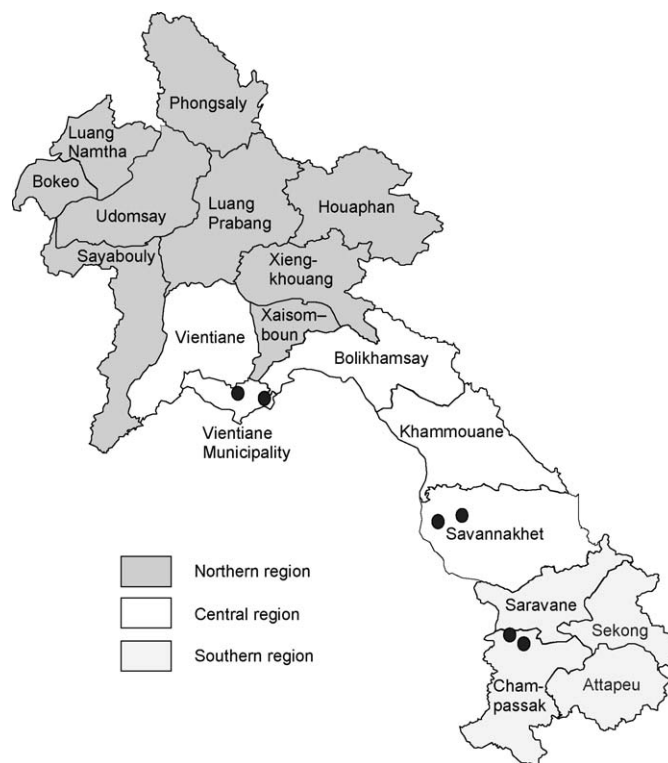 Phongsaly
Luang
Namtha
Bokeo
Udomsay
Luang
Prabang
Houaphan
Sayabouly
Xieng-
khouang
Xaisom–
boun
Vientiane
Bolikhamsay
Vientiane
Municipality
Khammouane
Savannakhet
Northern region
Central region
Southern region
Saravane
Sekong
Cham-
passak
Attapeu